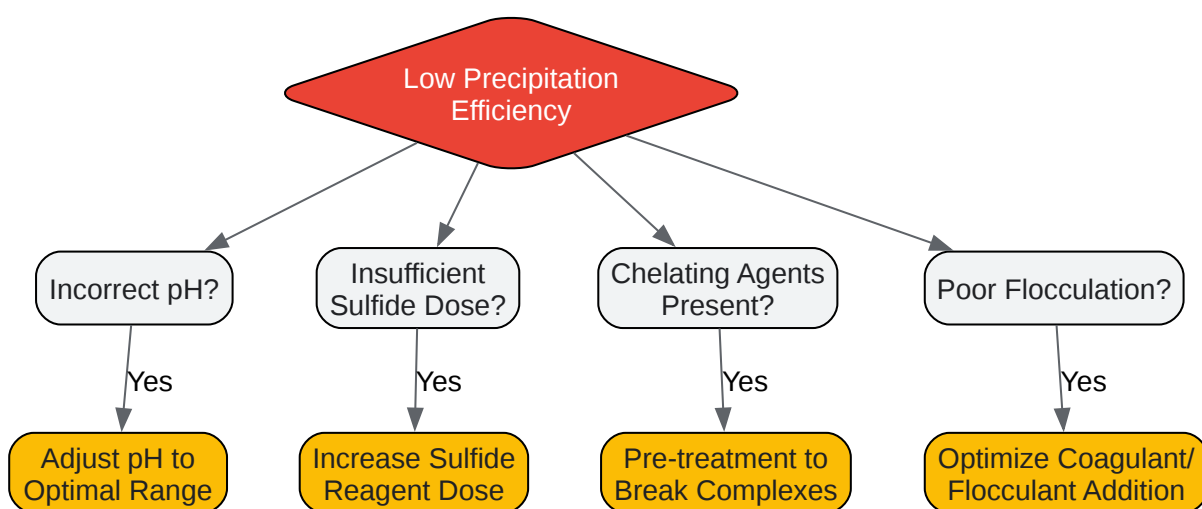 Low Precipitation
Efficiency
Incorrect pH?
Insufficient
Sulfide Dose?
Chelating Agents
Present?
Poor Flocculation?
Yes
Yes
Yes
Yes
Adjust pH to
Optimal Range
Increase Sulfide
Reagent Dose
Pre-treatment to
Break Complexes
Optimize Coagulant/
Flocculant Addition